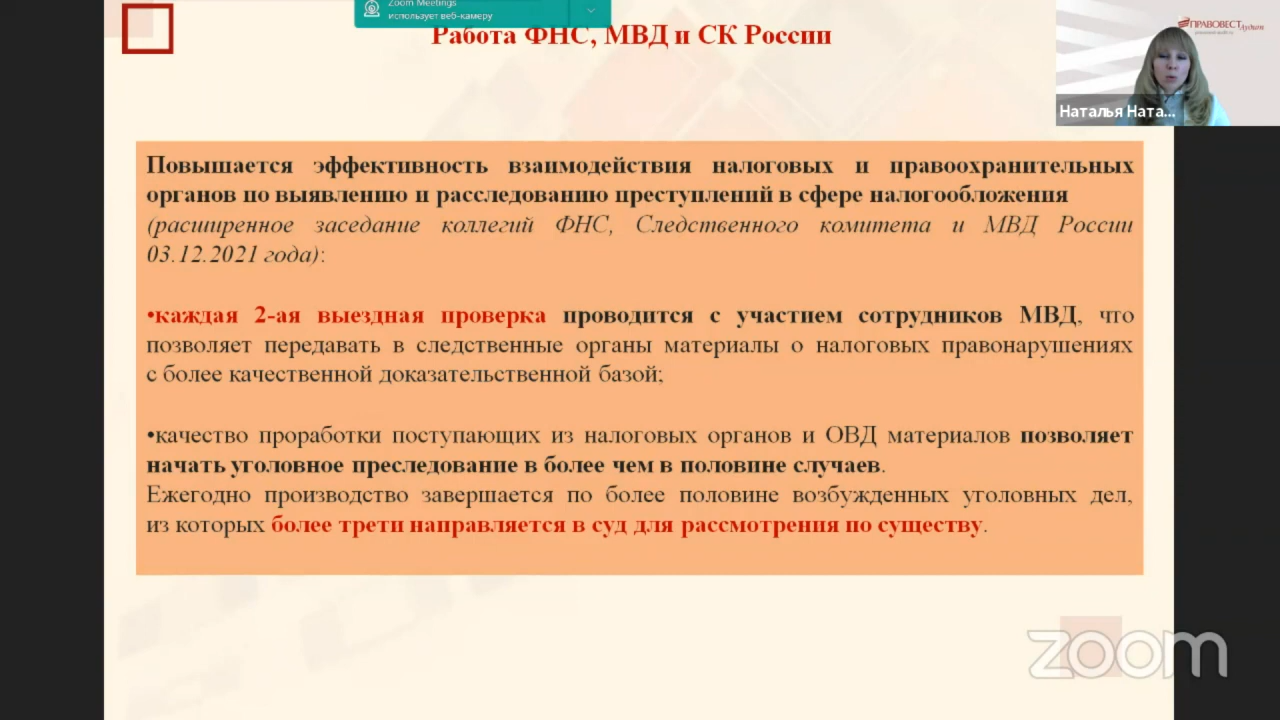 Zoom Meetings
использует веб-камеру
Работа ФНС, МВД и СК России
ПРАВОВЕСТ
Аудит
Наталья Ната...
Повышается эффективность взаимодействия налоговых и правоохранительных
органов по выявлению и расследованию преступлений в сфере налогообложения
(расширенное заседание коллегий ФНС, Следственного комитета и МВД России
03.12.2021 года):
•каждая 2-ая выездная проверка проводится с участием сотрудников МВД, что
позволяет передавать в следственные органы материалы о налоговых правонарушениях
с более качественной доказательственной базой;
•качество проработки поступающих из налоговых органов и ОВД материалов позволяет
начать уголовное преследование в более чем в половине случаев.
Ежегодно производство завершается по более половине возбужденных уголовных дел,
из которых более трети направляется в суд для рассмотрения по существу.
zoom